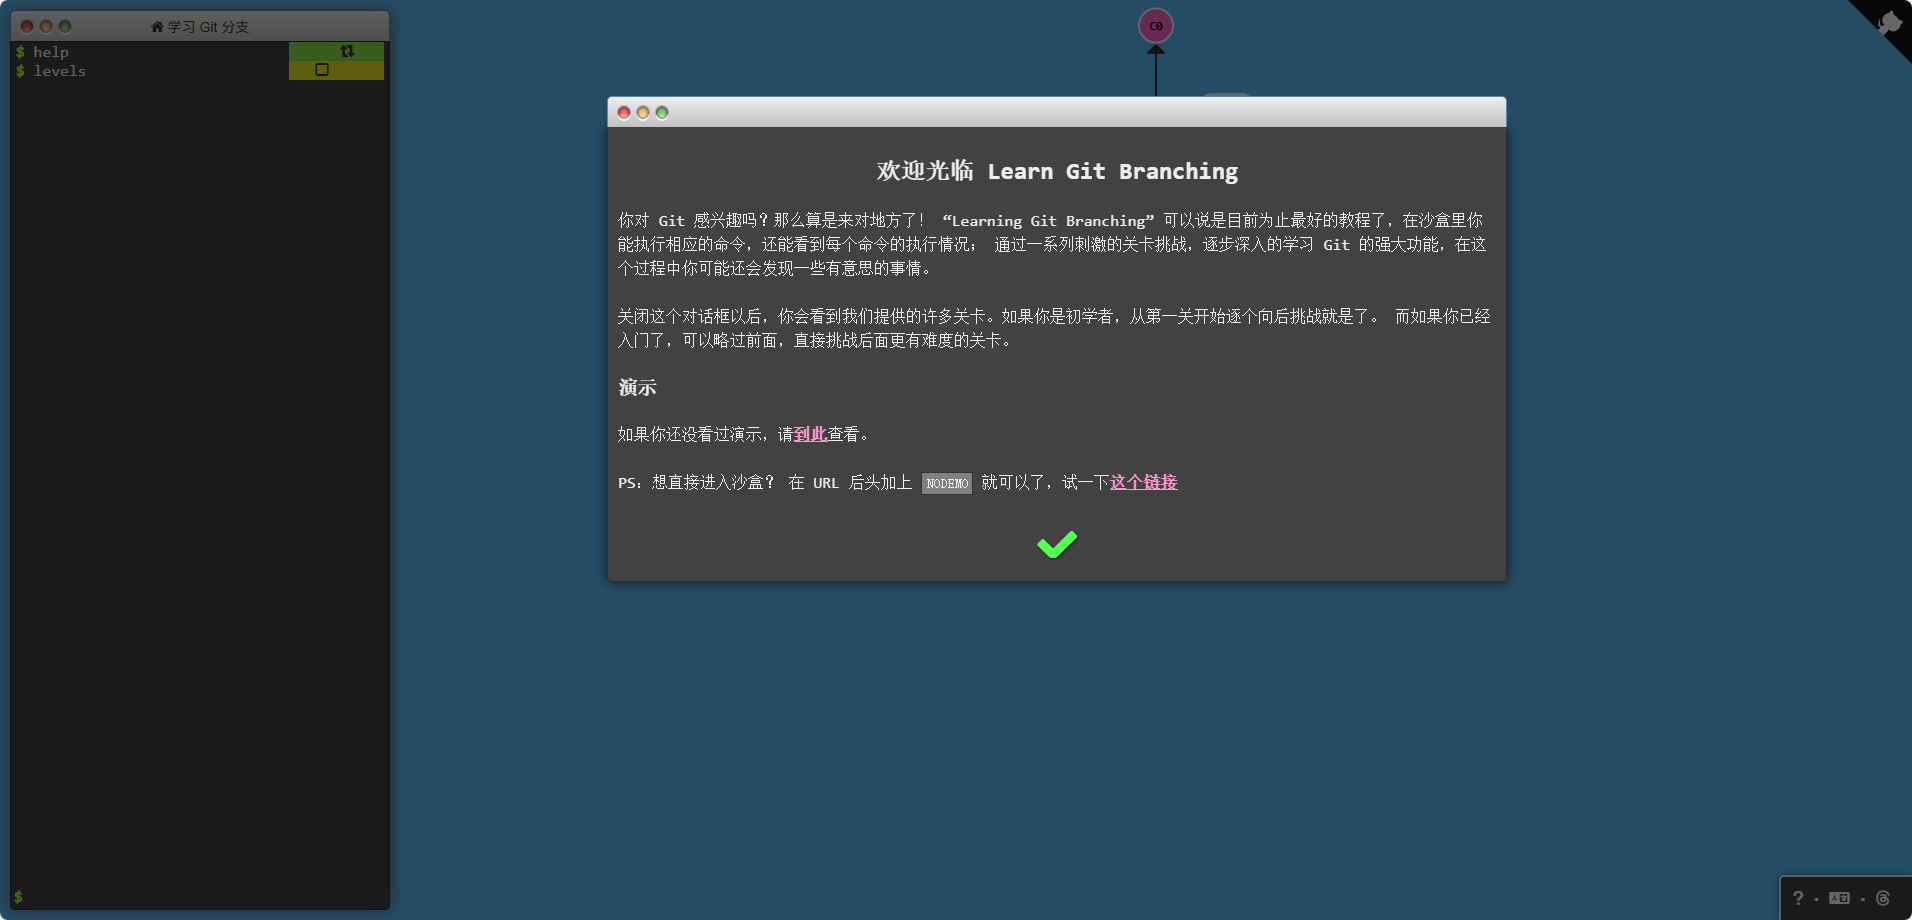 学习 Git 分支
$ help
$ levels
$
C0
欢迎光临 Learn Git Branching
你对 Git 感兴趣吗？那么算是来对地方了！ “Learning Git Branching” 可以说是目前为止最好的教程了，在沙盒里你
能执行相应的命令，还能看到每个命令的执行情况； 通过一系列刺激的关卡挑战，逐步深入的学习 Git 的强大功能，在这
个过程中你可能还会发现一些有意思的事情。
关闭这个对话框以后，你会看到我们提供的许多关卡。如果你是初学者，从第一关开始逐个向后挑战就是了。 而如果你已经
入门了，可以略过前面，直接挑战后面更有难度的关卡。
演示
如果你还没看过演示，请到此查看。
PS：想直接进入沙盒？ 在 URL 后头加上 NODEMO 就可以了，试一下这个链接